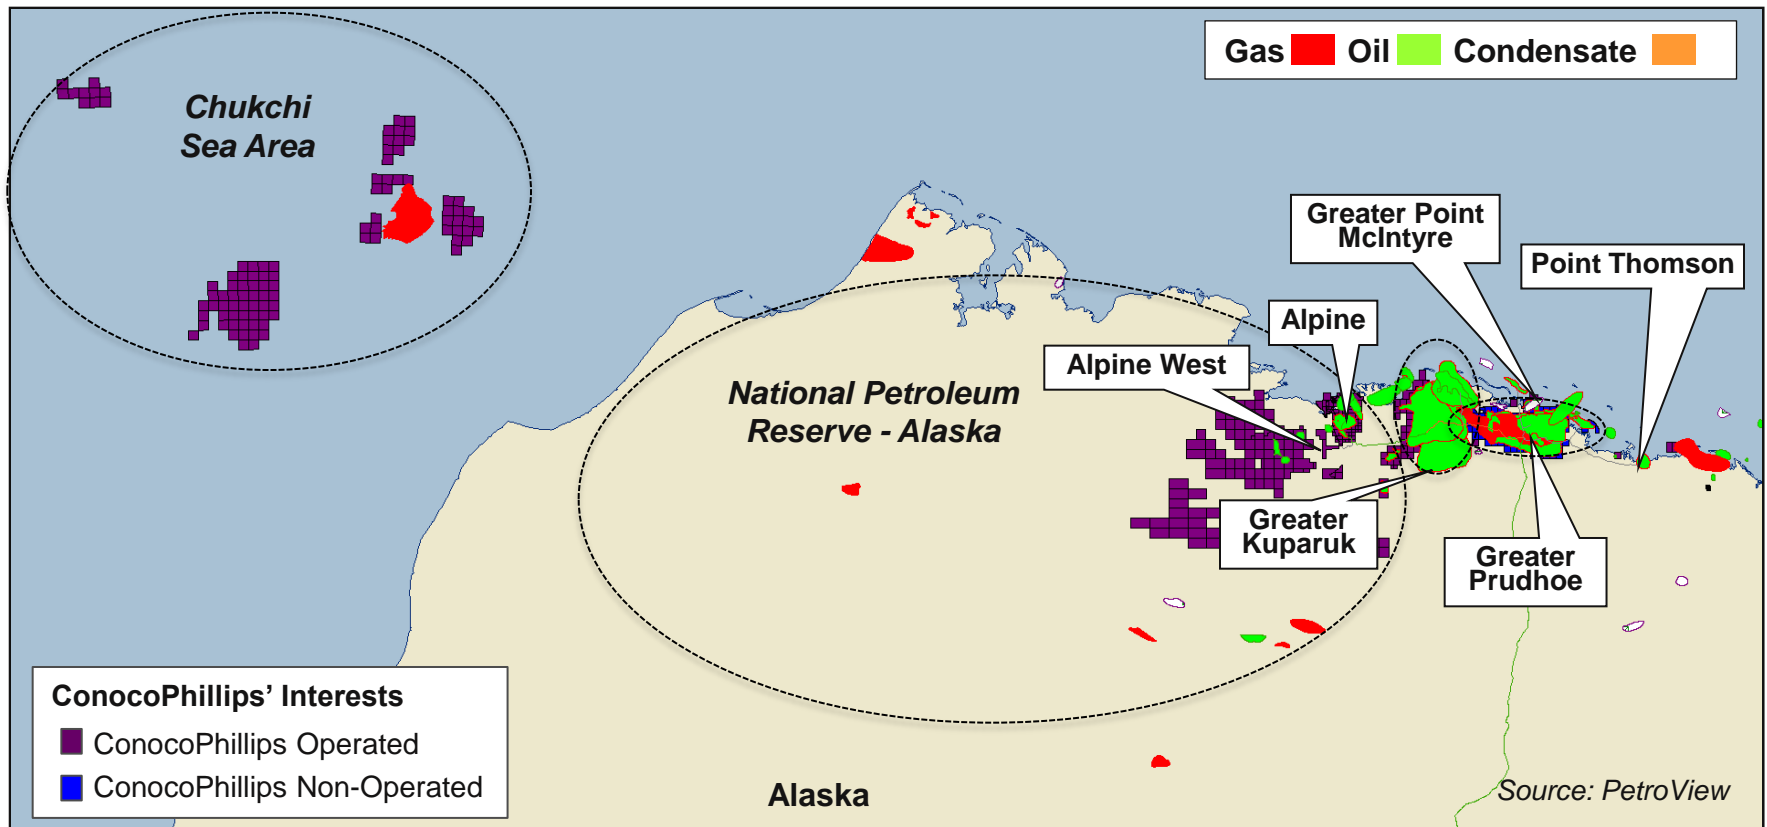 Gas Oil Condensate
Chukchi
Sea Area
Greater Point
McIntyre
Point Thomson
Alpine
Alpine West
National Petroleum
Reserve - Alaska
Greater
Kuparuk
Greater
Prudhoe
ConocoPhillips’ Interests
ConocoPhillips Operated
ConocoPhillips Non-Operated
Alaska
Source: PetroView